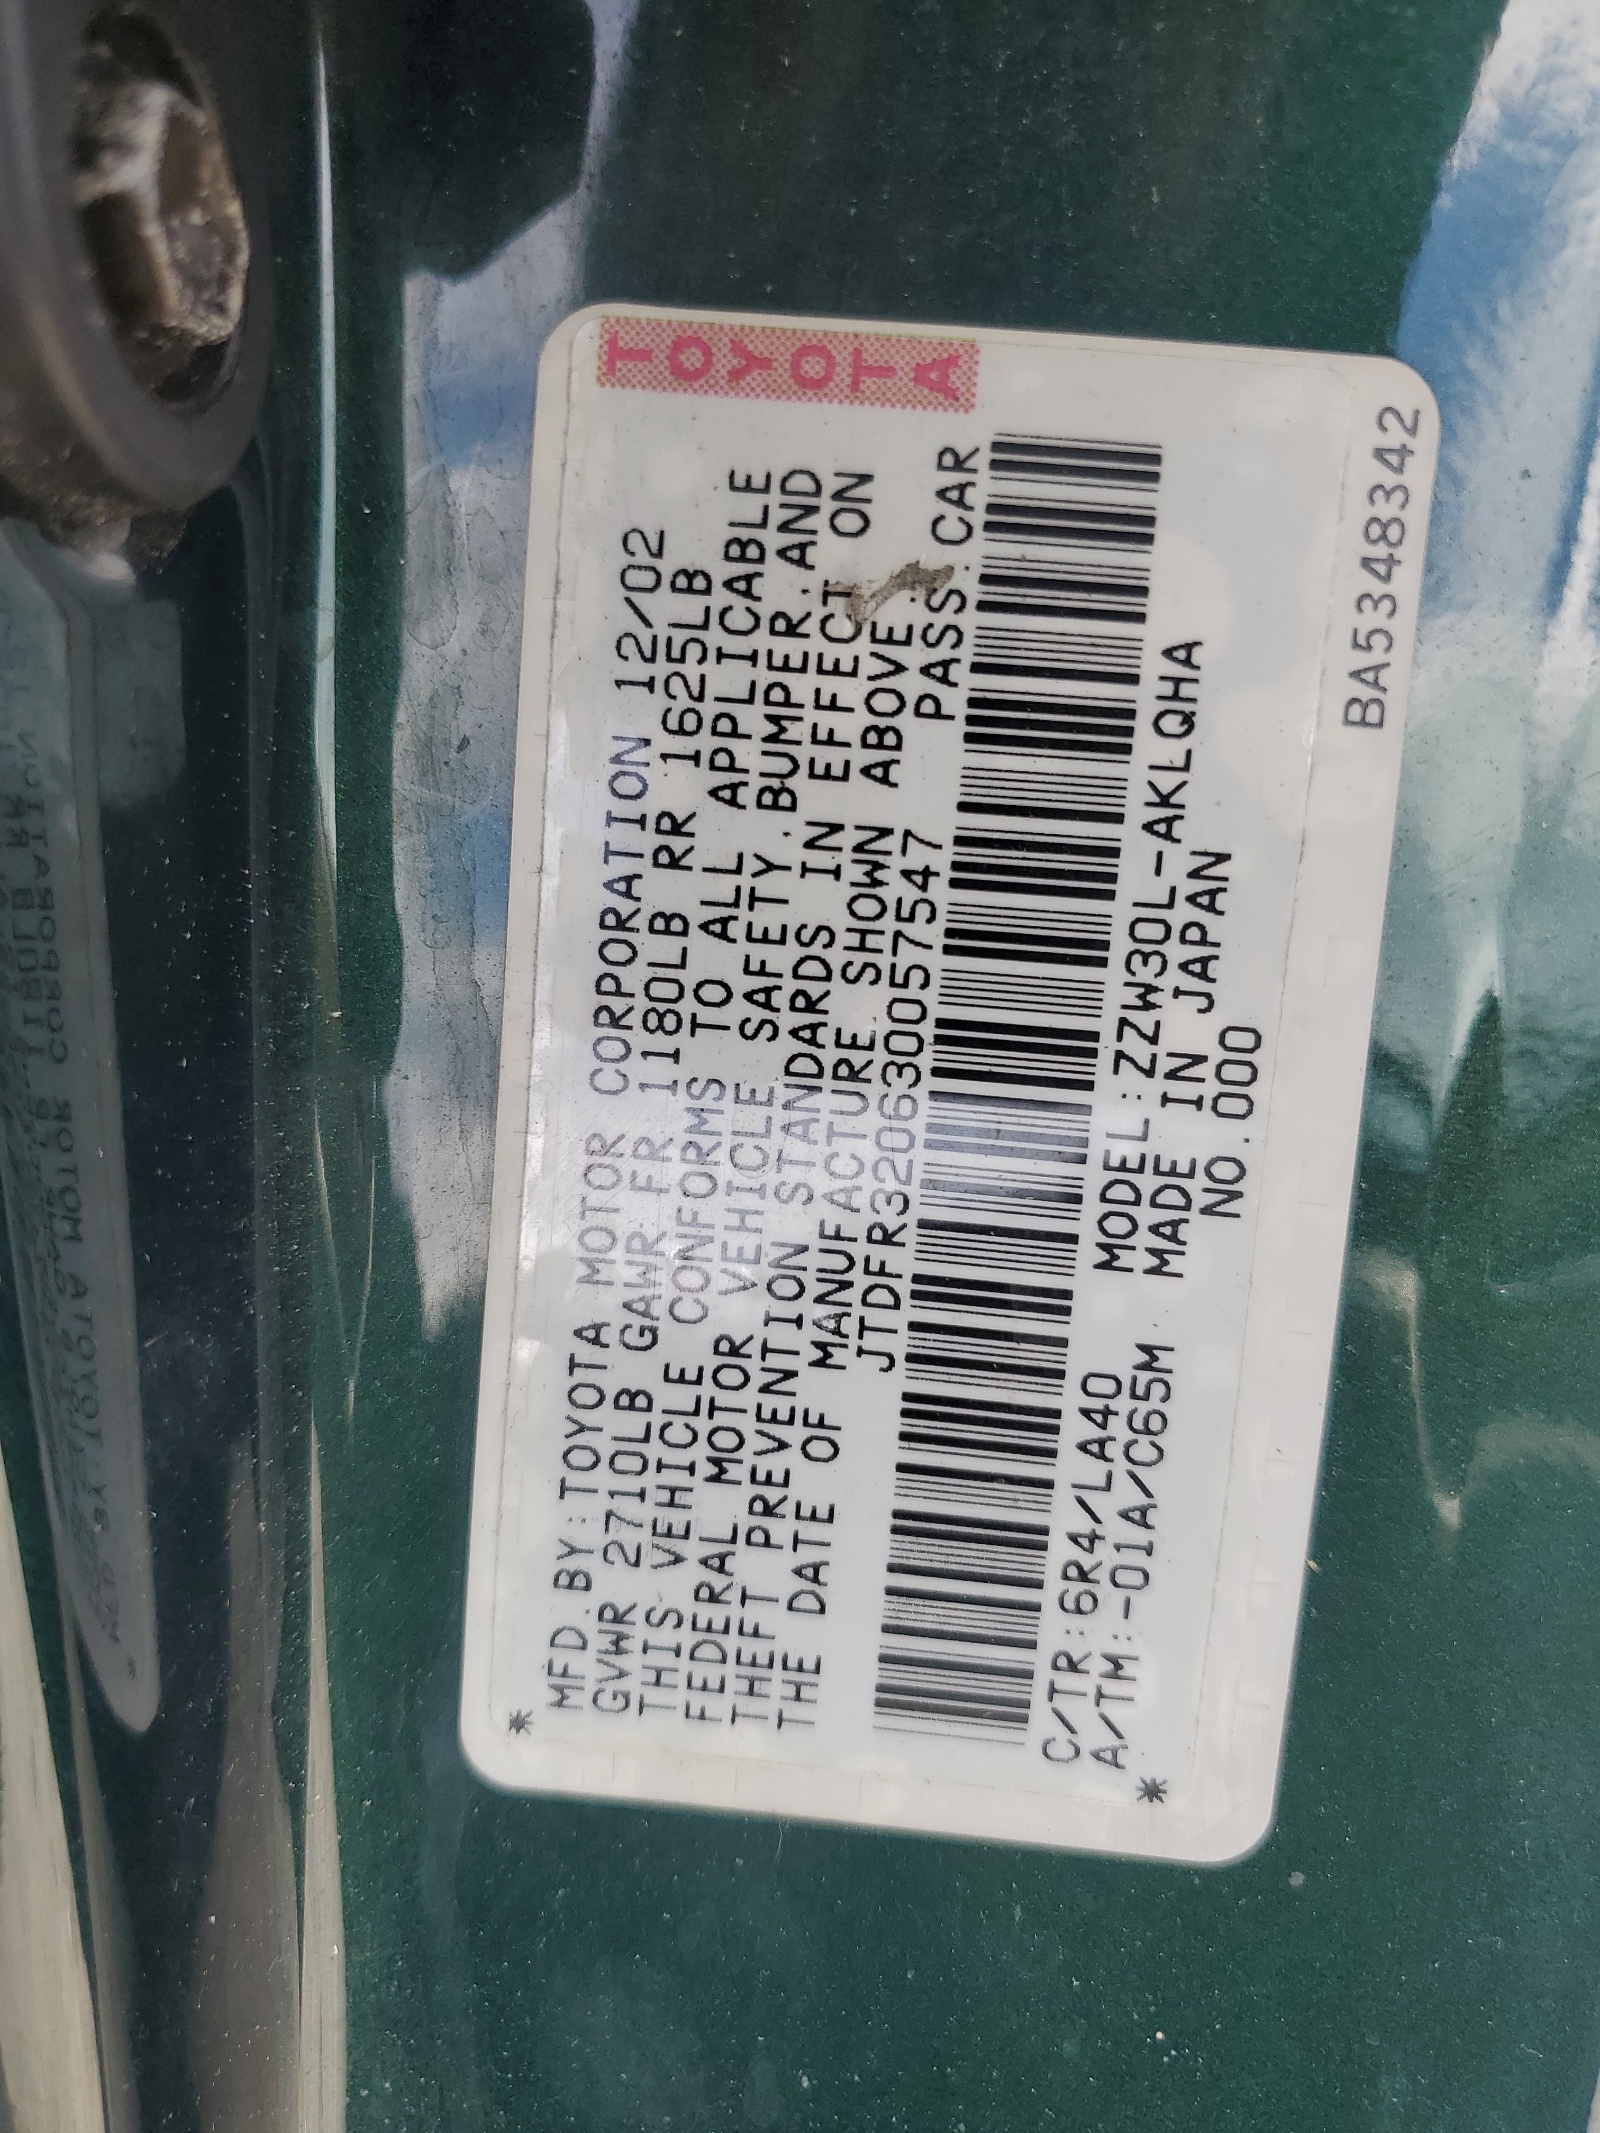 TOYOTA
* MFD.BY:TOYOTA MOTOR CORPORATION 12/02
GVWR 2710LB GAWR FR 1180LB RR 1625LB
THIS VEHICLE CONFORMS TO ALL APPLICABLE
FEDERAL MOTOR VEHICLE SAFETY.BUMPER.AND
THEFT PREVENTION STANDARDS IN EFFECT ON
THE DATE OF MANUFACTURE SHOWN ABOVE.
JTDFR320630057547 PASS.CAR
C/TR:6R4/LA40 MODEL:ZZW30L-AKLQHA
A/TM:-01A/C65M MADE IN JAPAN
* NO.000
BA5348342